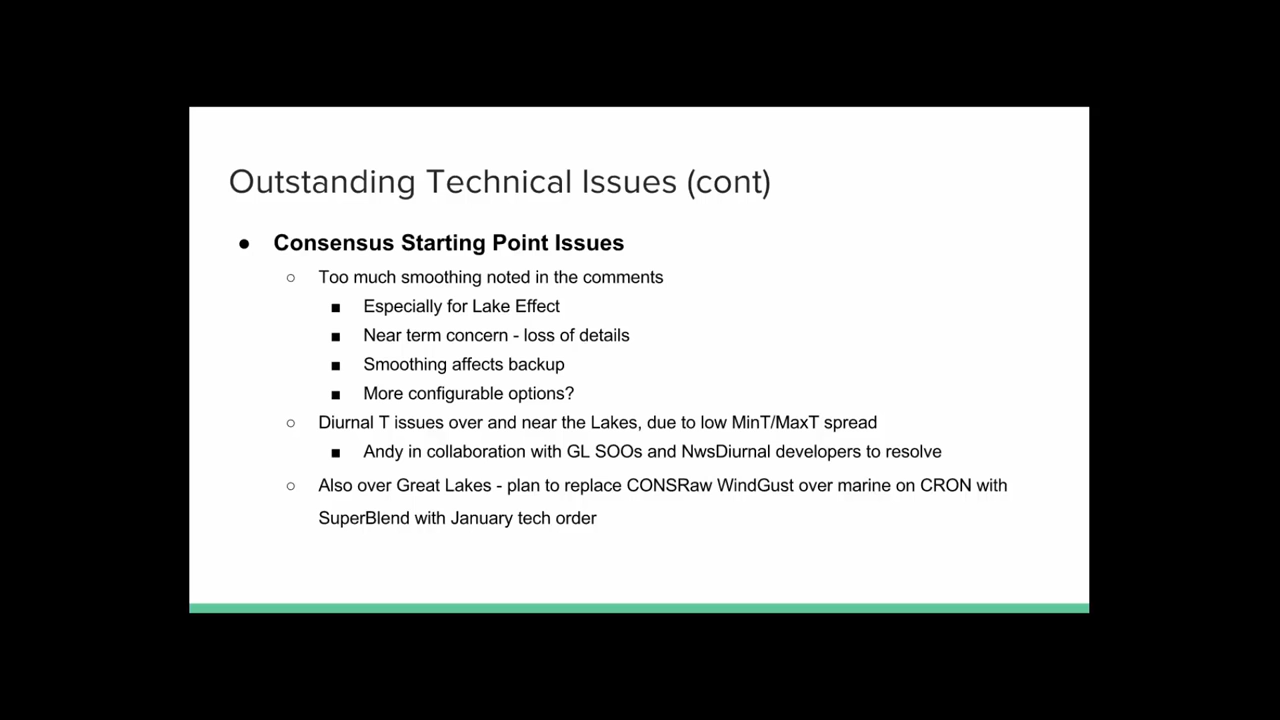 Outstanding Technical Issues (cont)
● Consensus Starting Point Issues
○ Too much smoothing noted in the comments
■ Especially for Lake Effect
■ Near term concern - loss of details
■ Smoothing affects backup
■ More configurable options?
○ Diurnal T issues over and near the Lakes, due to low MinT/MaxT spread
■ Andy in collaboration with GL SOOs and NwsDiurnal developers to resolve
○ Also over Great Lakes - plan to replace CONSRaw WindGust over marine on CRON with
SuperBlend with January tech order